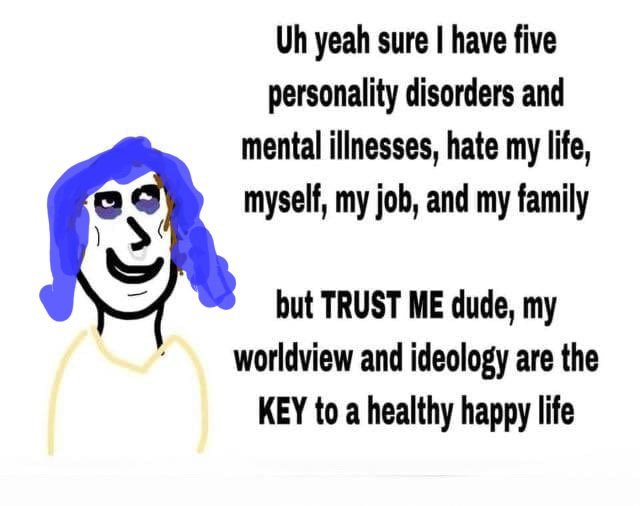 Uh yeah sure I have five
personality disorders and
mental illnesses, hate my life,
myself, my job, and my family
but TRUST ME dude, my
worldview and ideology are the
KEY to a healthy happy life